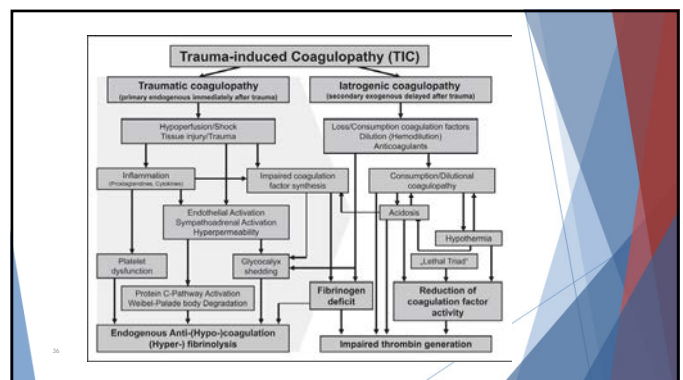 Trauma-induced Coagulopathy (TIC)
Traumatic coagulopathy
(primary endogenous immediately after trauma)
Iatrogenic coagulopathy
(secondary exogenous delayed after trauma)
Hypoperfusion/Shock
Tissue injury/Trauma
Loss/Consumption coagulation factors
Dilution (Hemodilution)
Anticoagulants
Inflammation
(Prostaglandines, Cytokines)
Impaired coagulation
factor synthesis
Consumption/Dilutional
coagulopathy
Endothelial Activation
Sympathoadrenal Activation
Hyperpermeability
Acidosis
Hypothermia
Platelet
dysfunction
Glycocalyx
shedding
„Lethal Triad“
Protein C-Pathway Activation
Weibel-Palade body Degradation
Fibrinogen
deficit
Reduction of
coagulation factor
activity
Endogenous Anti-(Hypo-)coagulation
(Hyper-) fibrinolysis
Impaired thrombin generation
36